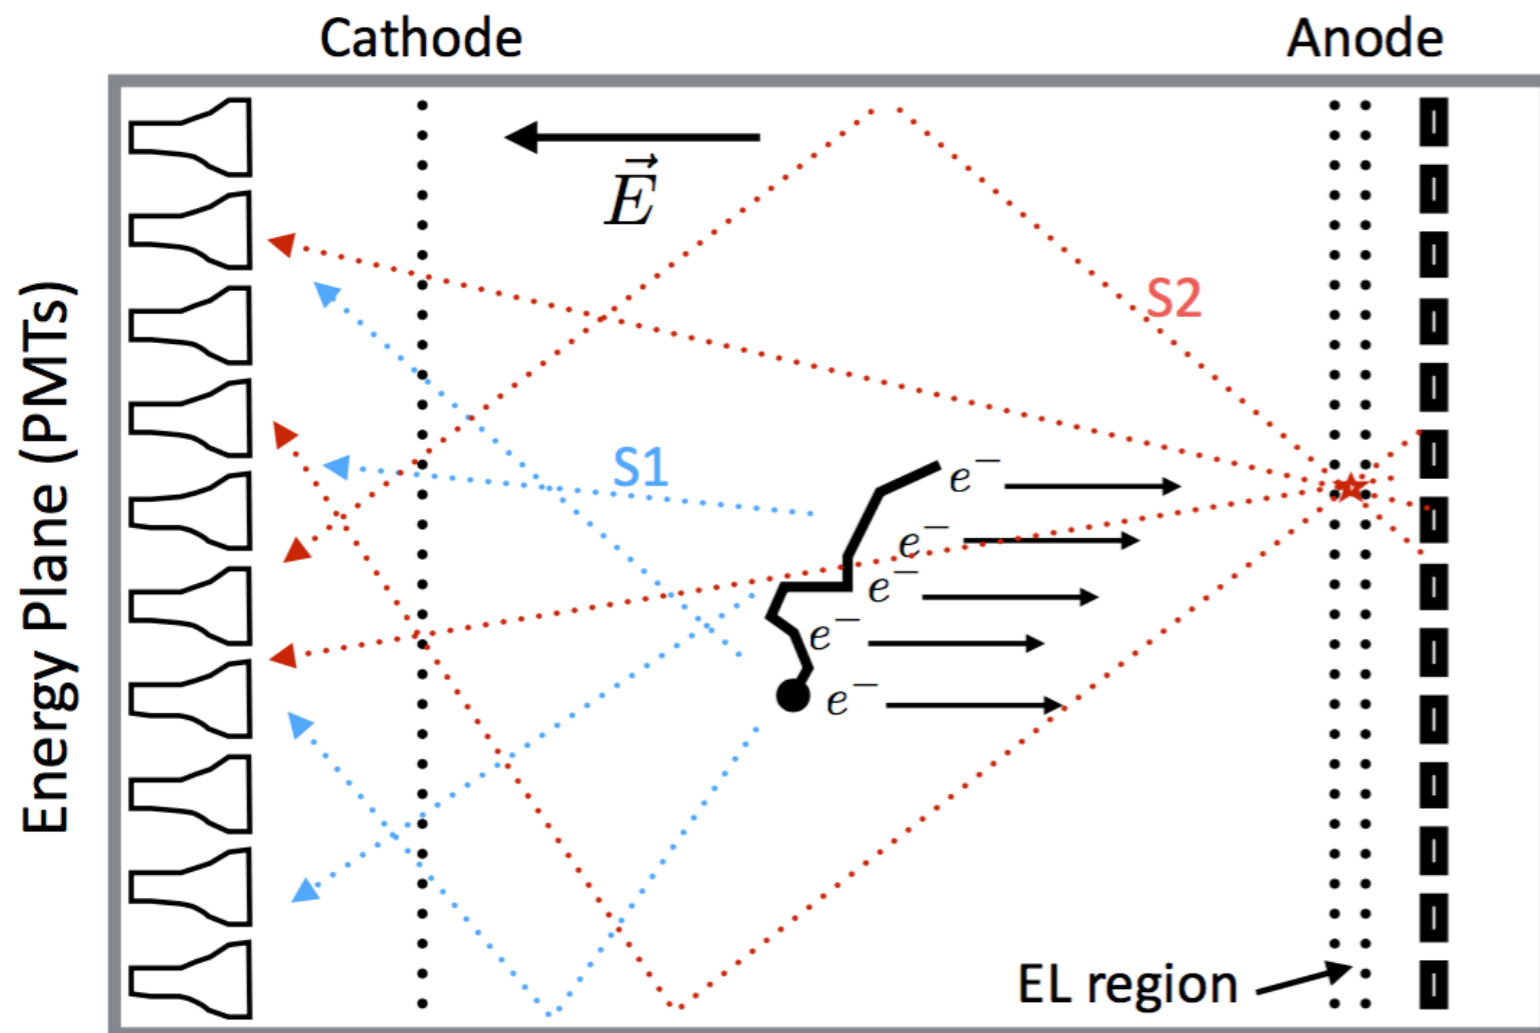 Cathode
Anode
E⃗
S2
S1
e⁻
e⁻
e⁻
e⁻
e⁻
Energy Plane (PMTs)
EL region